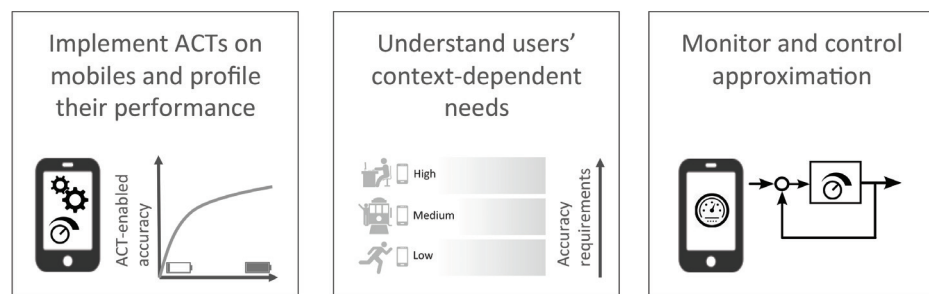 Implement ACTs on
mobiles and profile
their performance
ACT-enabled
accuracy
Understand users’
context-dependent
needs
High
Medium
Low
Accuracy
requirements
Monitor and control
approximation